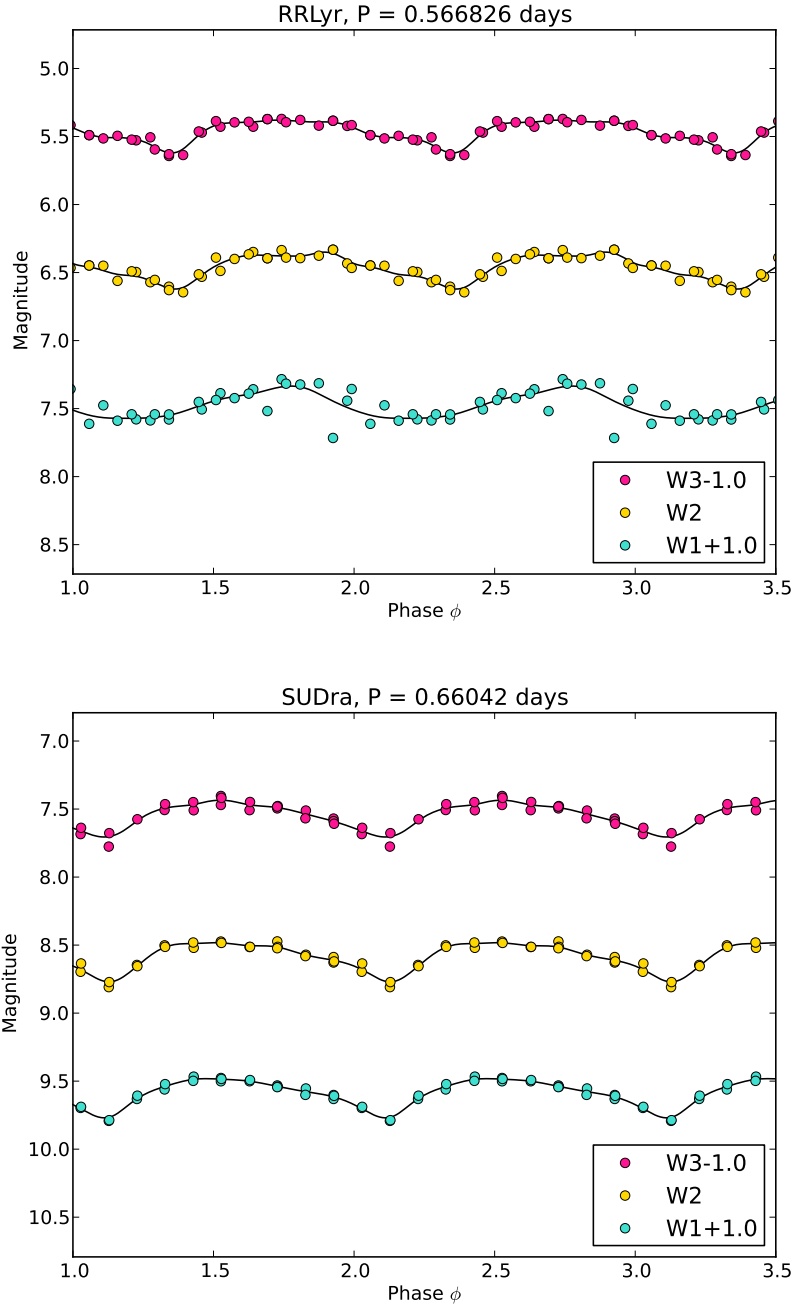 RRLyr, P = 0.566826 days
5.0
5.5
6.0
6.5
7.0
7.5
8.0
8.5
Magnitude
W3-1.0
W2
W1+1.0
1.0 1.5 2.0 2.5 3.0 3.5
Phase ϕ
SUDra, P = 0.66042 days
7.0
7.5
8.0
8.5
9.0
9.5
10.0
10.5
Magnitude
W3-1.0
W2
W1+1.0
1.0 1.5 2.0 2.5 3.0 3.5
Phase ϕ